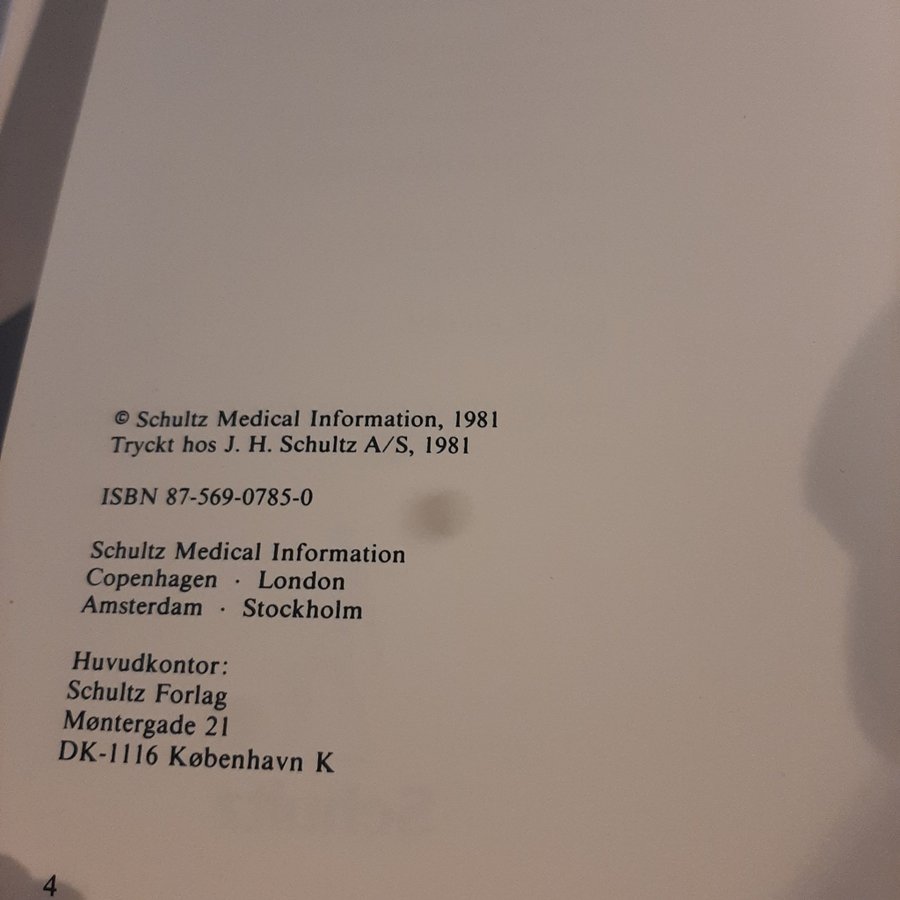 © Schultz Medical Information, 1981
Tryckt hos J. H. Schultz A/S, 1981
ISBN 87-569-0785-0
Schultz Medical Information
Copenhagen · London
Amsterdam · Stockholm
Huvudkontor:
Schultz Forlag
Møntergade 21
DK-1116 København K
4